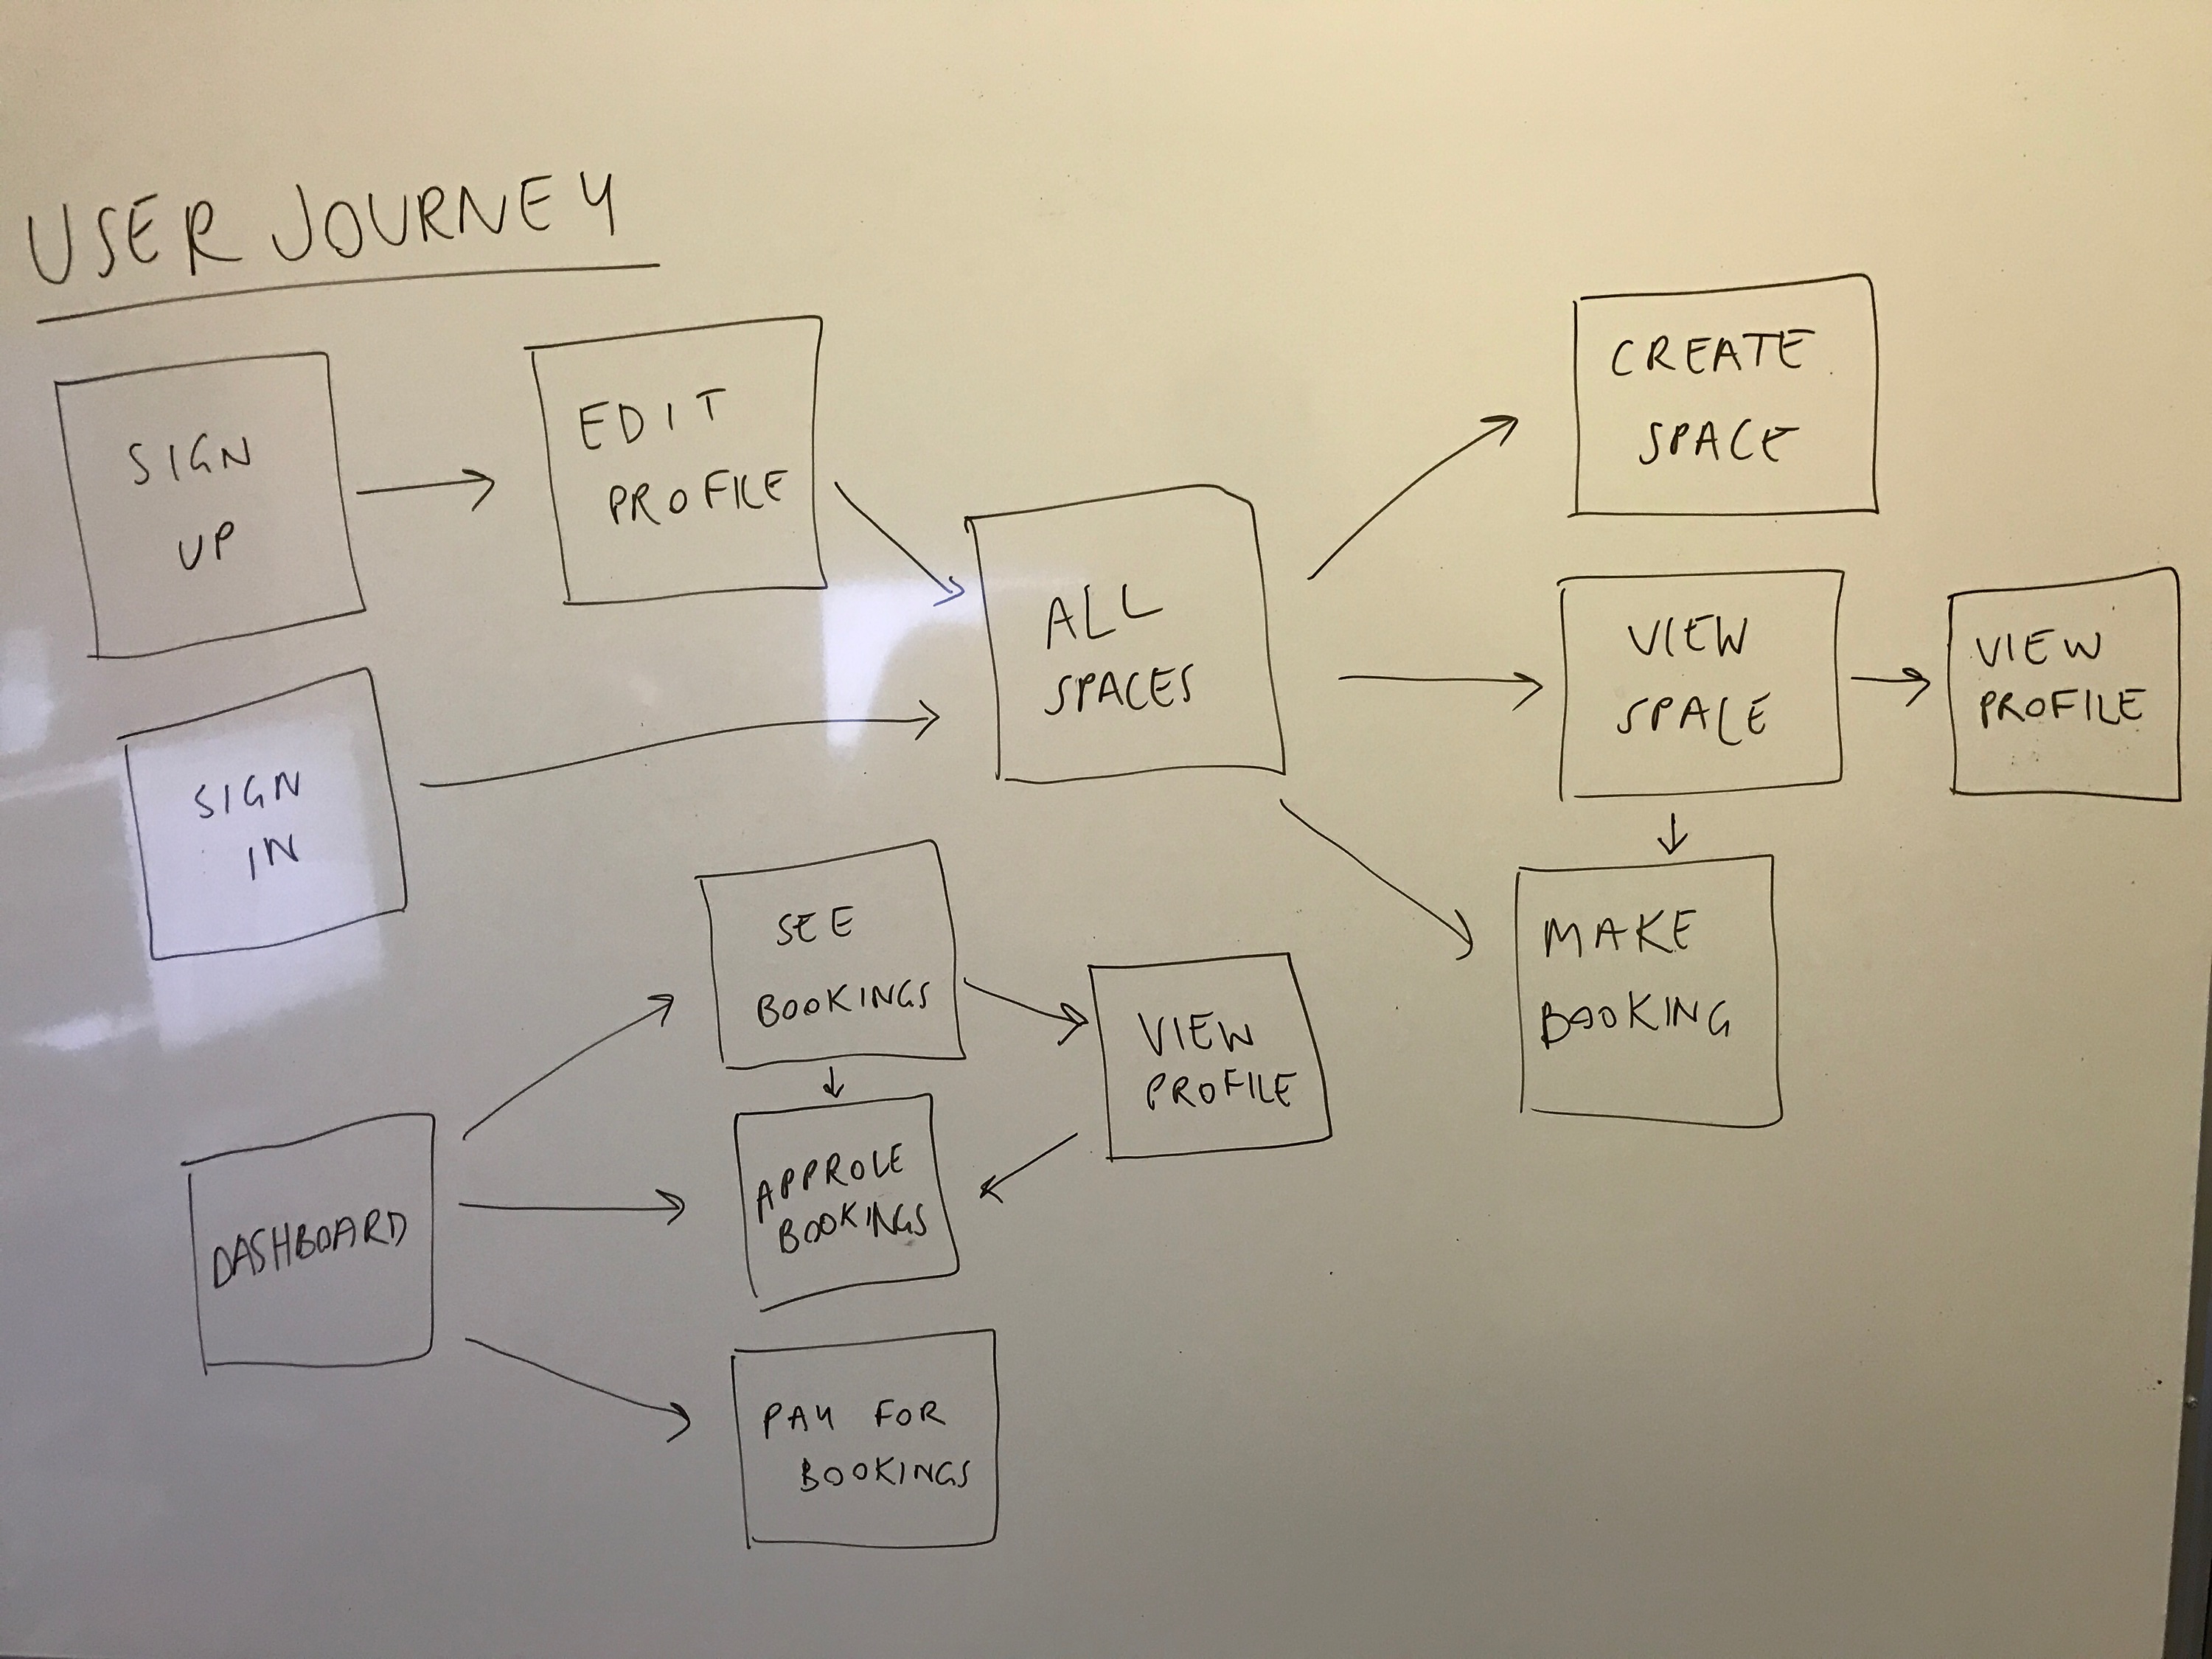 USER JOURNEY
SIGN
UP
EDIT
PROFILE
ALL
SPACES
CREATE
SPACE
VIEW
SPACE
VIEW
PROFILE
SIGN
IN
MAKE
BOOKING
SEE
BOOKINGS
VIEW
PROFILE
DASHBOARD
APPROVE
BOOKINGS
PAY FOR
BOOKINGS